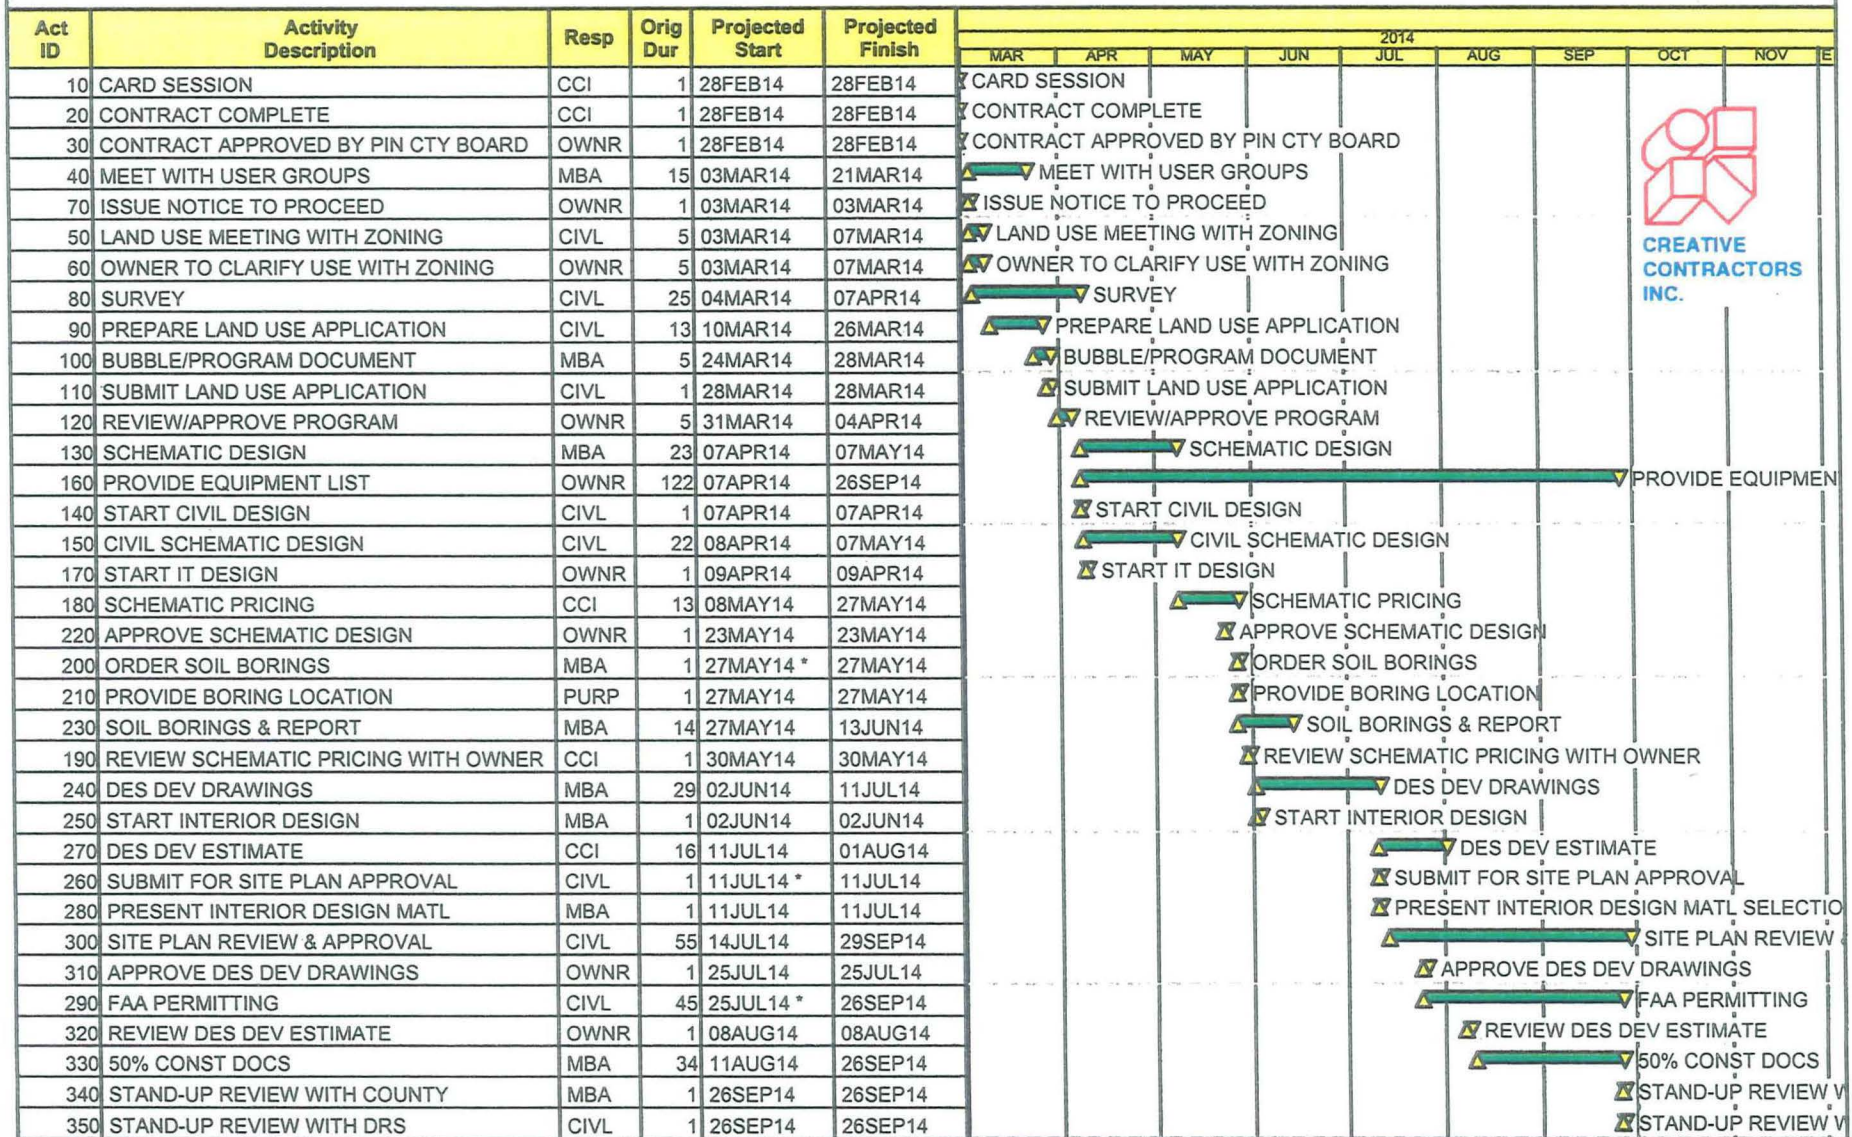 Act ID Activity Description Resp Orig Dur Projected Start Projected Finish 2014
MAR APR MAY JUN JUL AUG SEP OCT NOV
10 CARD SESSION CCI 1 28FEB14 28FEB14 CARD SESSION
20 CONTRACT COMPLETE CCI 1 28FEB14 28FEB14 CONTRACT COMPLETE
30 CONTRACT APPROVED BY PIN CTY BOARD OWNR 1 28FEB14 28FEB14 CONTRACT APPROVED BY PIN CTY BOARD
40 MEET WITH USER GROUPS MBA 15 03MAR14 21MAR14 MEET WITH USER GROUPS
70 ISSUE NOTICE TO PROCEED OWNR 1 03MAR14 03MAR14 ISSUE NOTICE TO PROCEED
50 LAND USE MEETING WITH ZONING CIVL 5 03MAR14 07MAR14 LAND USE MEETING WITH ZONING
60 OWNER TO CLARIFY USE WITH ZONING OWNR 5 03MAR14 07MAR14 OWNER TO CLARIFY USE WITH ZONING
80 SURVEY CIVL 25 04MAR14 07APR14 SURVEY
90 PREPARE LAND USE APPLICATION CIVL 13 10MAR14 26MAR14 PREPARE LAND USE APPLICATION
100 BUBBLE/PROGRAM DOCUMENT MBA 5 24MAR14 28MAR14 BUBBLE/PROGRAM DOCUMENT
110 SUBMIT LAND USE APPLICATION CIVL 1 28MAR14 28MAR14 SUBMIT LAND USE APPLICATION
120 REVIEW/APPROVE PROGRAM OWNR 5 31MAR14 04APR14 REVIEW/APPROVE PROGRAM
130 SCHEMATIC DESIGN MBA 23 07APR14 07MAY14 SCHEMATIC DESIGN
160 PROVIDE EQUIPMENT LIST OWNR 122 07APR14 26SEP14 PROVIDE EQUIPMEN
140 START CIVIL DESIGN CIVL 1 07APR14 07APR14 START CIVIL DESIGN
150 CIVIL SCHEMATIC DESIGN CIVL 22 08APR14 07MAY14 CIVIL SCHEMATIC DESIGN
170 START IT DESIGN OWNR 1 09APR14 09APR14 START IT DESIGN
180 SCHEMATIC PRICING CCI 13 08MAY14 27MAY14 SCHEMATIC PRICING
220 APPROVE SCHEMATIC DESIGN OWNR 1 23MAY14 23MAY14 APPROVE SCHEMATIC DESIGN
200 ORDER SOIL BORINGS MBA 1 27MAY14 * 27MAY14 ORDER SOIL BORINGS
210 PROVIDE BORING LOCATION PURP 1 27MAY14 27MAY14 PROVIDE BORING LOCATION
230 SOIL BORINGS & REPORT MBA 14 27MAY14 13JUN14 SOIL BORINGS & REPORT
190 REVIEW SCHEMATIC PRICING WITH OWNER CCI 1 30MAY14 30MAY14 REVIEW SCHEMATIC PRICING WITH OWNER
240 DES DEV DRAWINGS MBA 29 02JUN14 11JUL14 DES DEV DRAWINGS
250 START INTERIOR DESIGN MBA 1 02JUN14 02JUN14 START INTERIOR DESIGN
270 DES DEV ESTIMATE CCI 16 11JUL14 01AUG14 DES DEV ESTIMATE
260 SUBMIT FOR SITE PLAN APPROVAL CIVL 1 11JUL14 * 11JUL14 SUBMIT FOR SITE PLAN APPROVAL
280 PRESENT INTERIOR DESIGN MATL MBA 1 11JUL14 11JUL14 PRESENT INTERIOR DESIGN MATL SELECTIO
300 SITE PLAN REVIEW & APPROVAL CIVL 55 14JUL14 29SEP14 SITE PLAN REVIEW
310 APPROVE DES DEV DRAWINGS OWNR 1 25JUL14 25JUL14 APPROVE DES DEV DRAWINGS
290 FAA PERMITTING CIVL 45 25JUL14 * 26SEP14 FAA PERMITTING
320 REVIEW DES DEV ESTIMATE OWNR 1 08AUG14 08AUG14 REVIEW DES DEV ESTIMATE
330 50% CONST DOCS MBA 34 11AUG14 26SEP14 50% CONST DOCS
340 STAND-UP REVIEW WITH COUNTY MBA 1 26SEP14 26SEP14 STAND-UP REVIEW W
350 STAND-UP REVIEW WITH DRS CIVL 1 26SEP14 26SEP14 STAND-UP REVIEW W
CREATIVE
CONTRACTORS
INC.